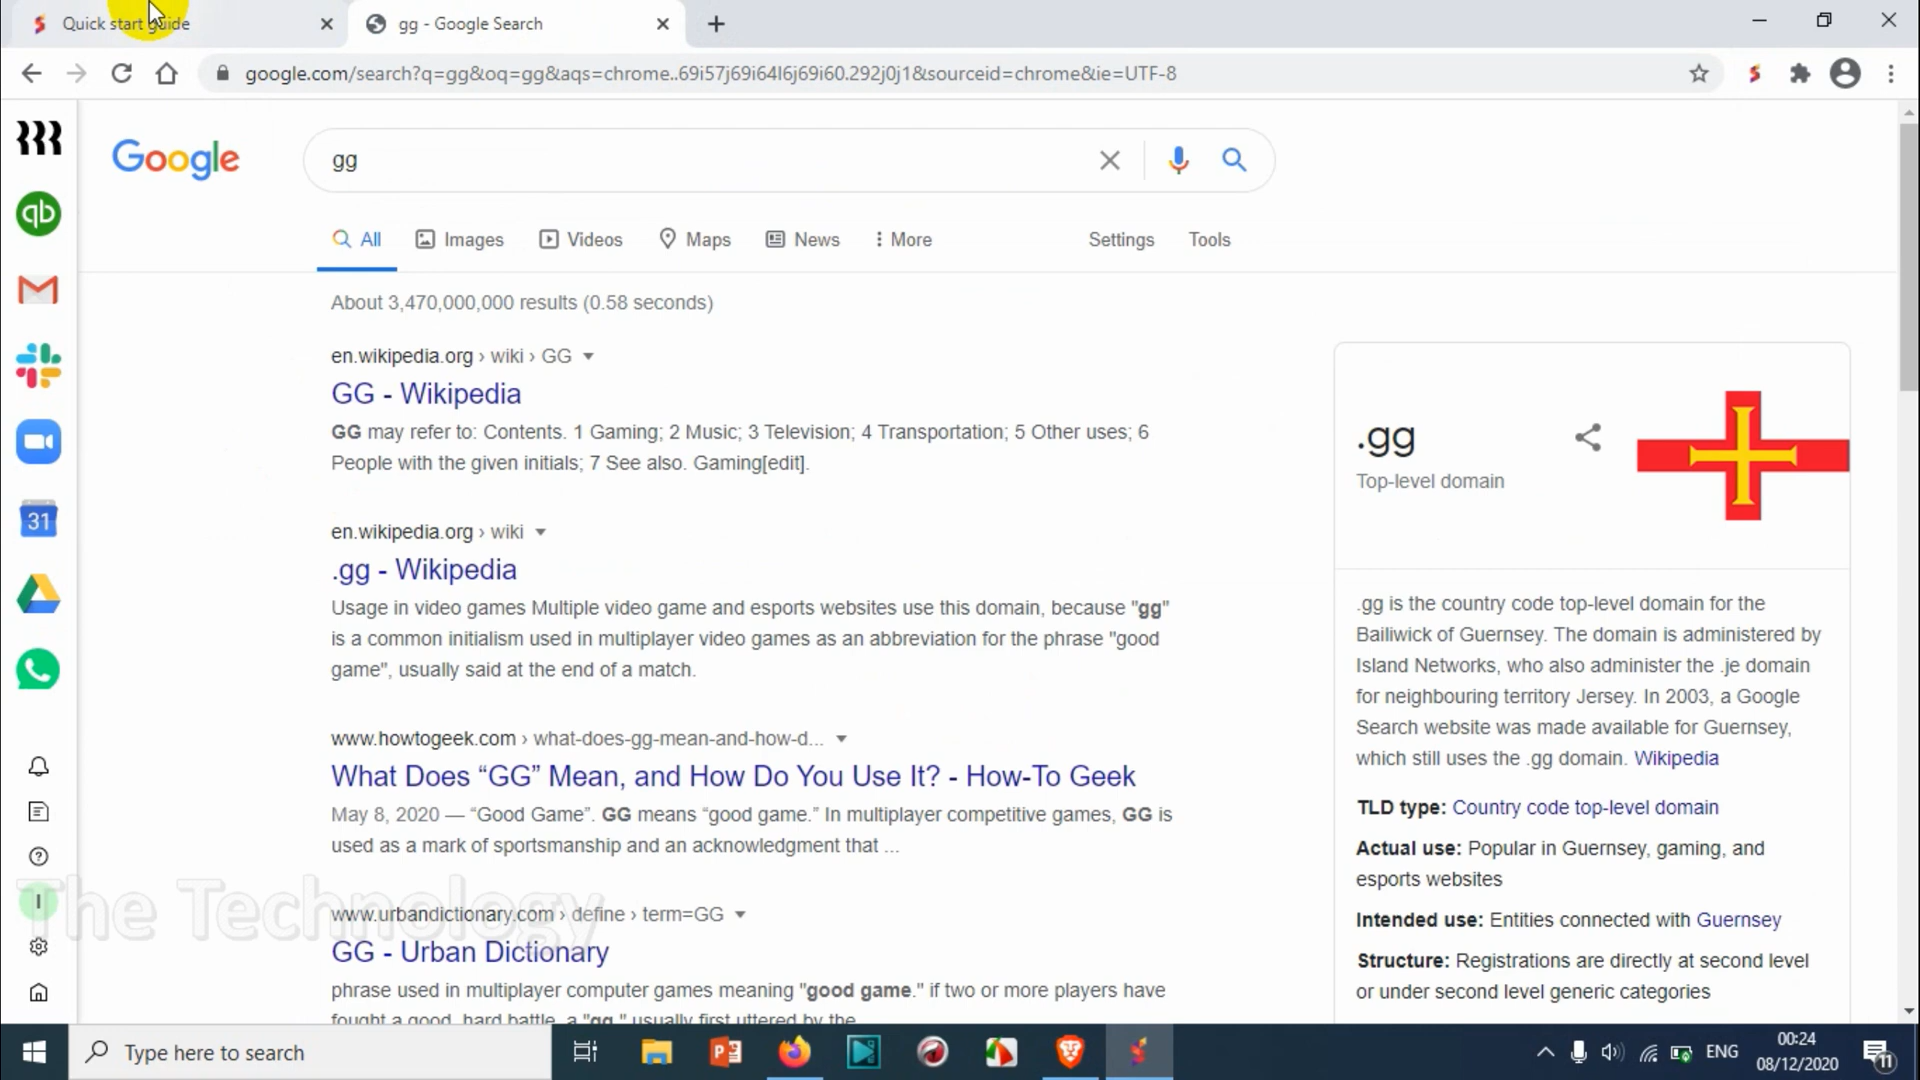 Quick start guide
gg - Google Search
google.com/search?q=gg&oq=gg&aqs=chrome..69i57j69i64l6j69i60.292j0j1&sourceid=chrome&ie=UTF-8
Google
gg
All
Images
Videos
Maps
News
More
Settings
Tools
About 3,470,000,000 results (0.58 seconds)
en.wikipedia.org › wiki › GG
GG - Wikipedia
GG may refer to: Contents. 1 Gaming; 2 Music; 3 Television; 4 Transportation; 5 Other uses; 6
People with the given initials; 7 See also. Gaming[edit].
en.wikipedia.org › wiki
.gg - Wikipedia
Usage in video games Multiple video game and esports websites use this domain, because "gg"
is a common initialism used in multiplayer video games as an abbreviation for the phrase "good
game", usually said at the end of a match.
www.howtogeek.com › what-does-gg-mean-and-how-d...
What Does “GG” Mean, and How Do You Use It? - How-To Geek
May 8, 2020 — “Good Game”. GG means “good game.” In multiplayer competitive games, GG is
used as a mark of sportsmanship and an acknowledgment that ...
www.urbandictionary.com › define › term=GG
GG - Urban Dictionary
phrase used in multiplayer computer games meaning "good game." if two or more players have
fought a good, hard battle, a "gg." usually first uttered by the
.gg
Top-level domain
.gg is the country code top-level domain for the
Bailiwick of Guernsey. The domain is administered by
Island Networks, who also administer the .je domain
for neighbouring territory Jersey. In 2003, a Google
Search website was made available for Guernsey,
which still uses the .gg domain. Wikipedia
TLD type: Country code top-level domain
Actual use: Popular in Guernsey, gaming, and
esports websites
Intended use: Entities connected with Guernsey
Structure: Registrations are directly at second level
or under second level generic categories
qb
31
I
The Technology
Type here to search
ENG
00:24
08/12/2020
11